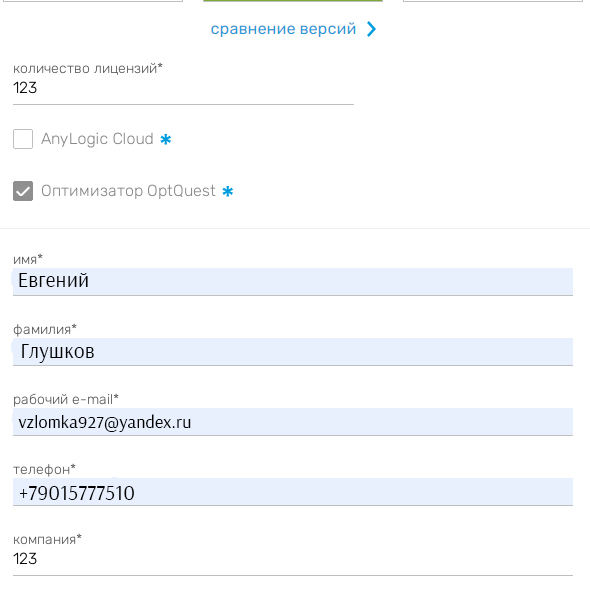 сравнение версий
количество лицензий*
123
AnyLogic Cloud *
Оптимизатор OptQuest *
имя*
Евгений
фамилия*
Глушков
рабочий e-mail*
vzlomka927@yandex.ru
телефон*
+79015777510
компания*
123